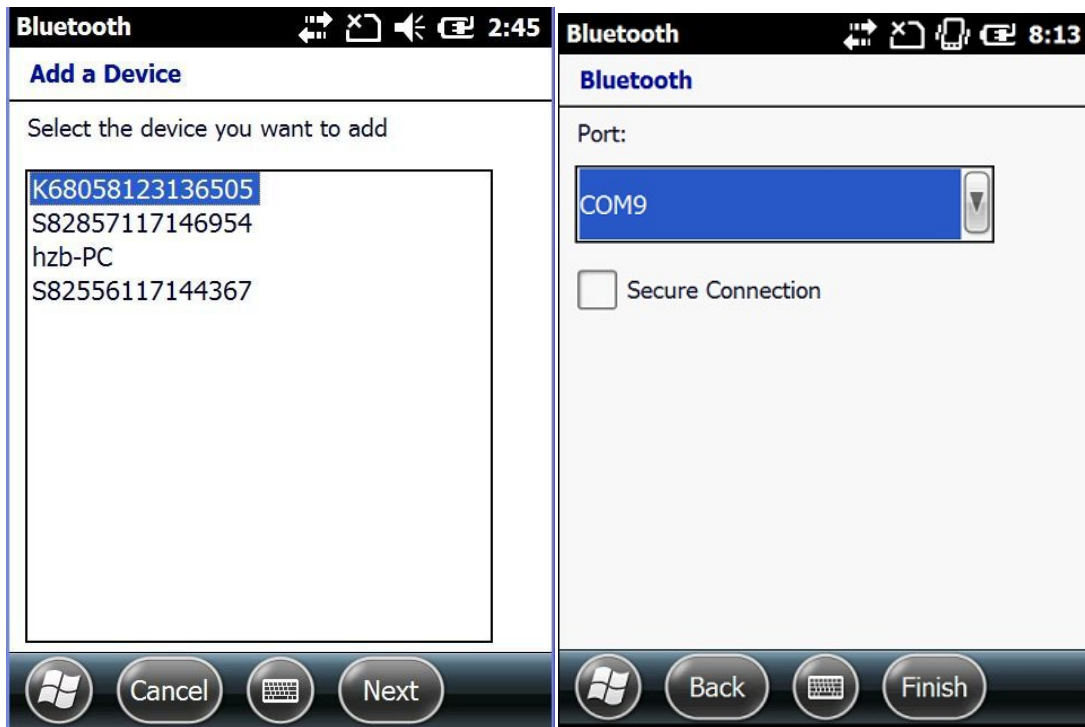 Bluetooth 2:45
Add a Device
Select the device you want to add
K68058123136505
S82857117146954
hzb-PC
S82556117144367
Cancel Next
Bluetooth 8:13
Bluetooth
Port:
COM9
Secure Connection
Back Finish